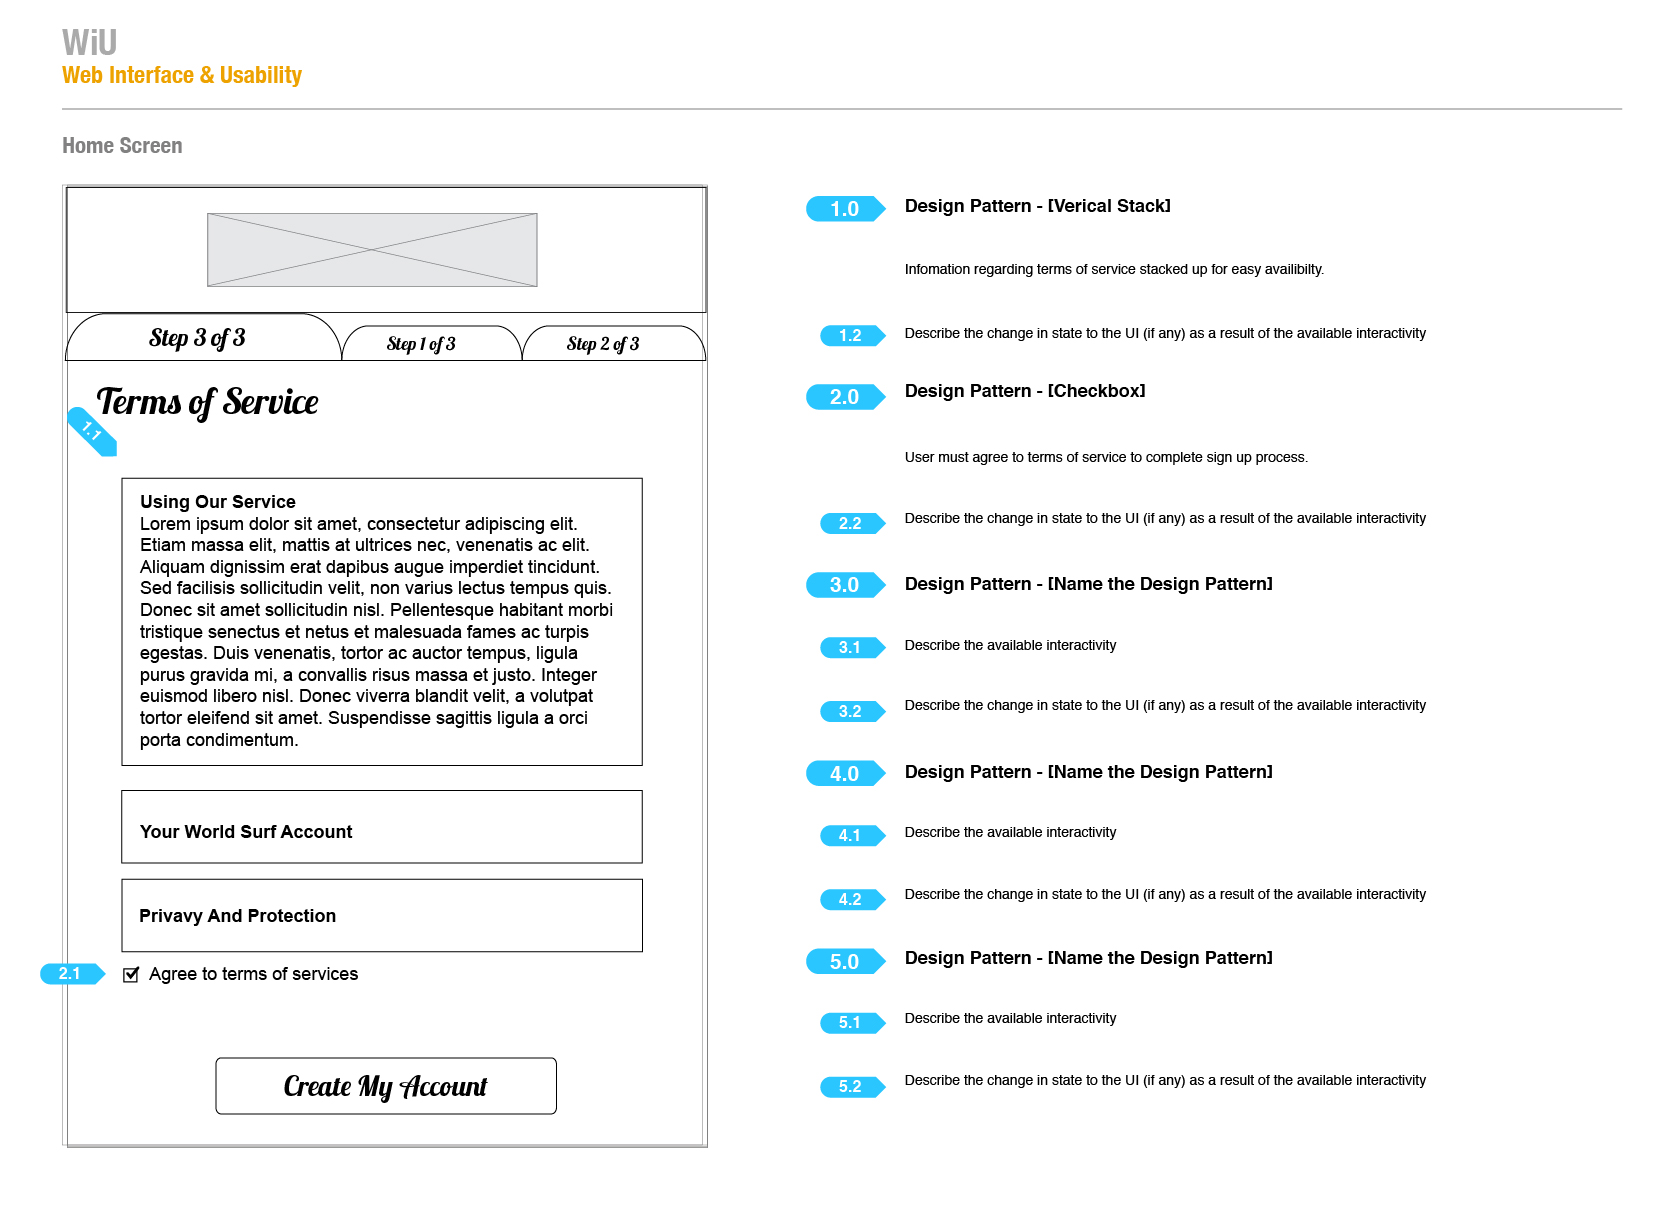 WiU
Web Interface & Usability
Home Screen
Step 3 of 3
Step 1 of 3
Step 2 of 3
Terms of Service
1.1
Using Our Service
Lorem ipsum dolor sit amet, consectetur adipiscing elit.
Etiam massa elit, mattis at ultrices nec, venenatis ac elit.
Aliquam dignissim erat dapibus augue imperdiet tincidunt.
Sed facilisis sollicitudin velit, non varius lectus tempus quis.
Donec sit amet sollicitudin nisl. Pellentesque habitant morbi
tristique senectus et netus et malesuada fames ac turpis
egestas. Duis venenatis, tortor ac auctor tempus, ligula
purus gravida mi, a convallis risus massa et justo. Integer
euismod libero nisl. Donec viverra blandit velit, a volutpat
tortor eleifend sit amet. Suspendisse sagittis ligula a orci
porta condimentum.
Your World Surf Account
Privavy And Protection
2.1
Agree to terms of services
Create My Account
1.0 Design Pattern - [Verical Stack]
Infomation regarding terms of service stacked up for easy availibilty.
1.2 Describe the change in state to the UI (if any) as a result of the available interactivity
2.0 Design Pattern - [Checkbox]
User must agree to terms of service to complete sign up process.
2.2 Describe the change in state to the UI (if any) as a result of the available interactivity
3.0 Design Pattern - [Name the Design Pattern]
3.1 Describe the available interactivity
3.2 Describe the change in state to the UI (if any) as a result of the available interactivity
4.0 Design Pattern - [Name the Design Pattern]
4.1 Describe the available interactivity
4.2 Describe the change in state to the UI (if any) as a result of the available interactivity
5.0 Design Pattern - [Name the Design Pattern]
5.1 Describe the available interactivity
5.2 Describe the change in state to the UI (if any) as a result of the available interactivity